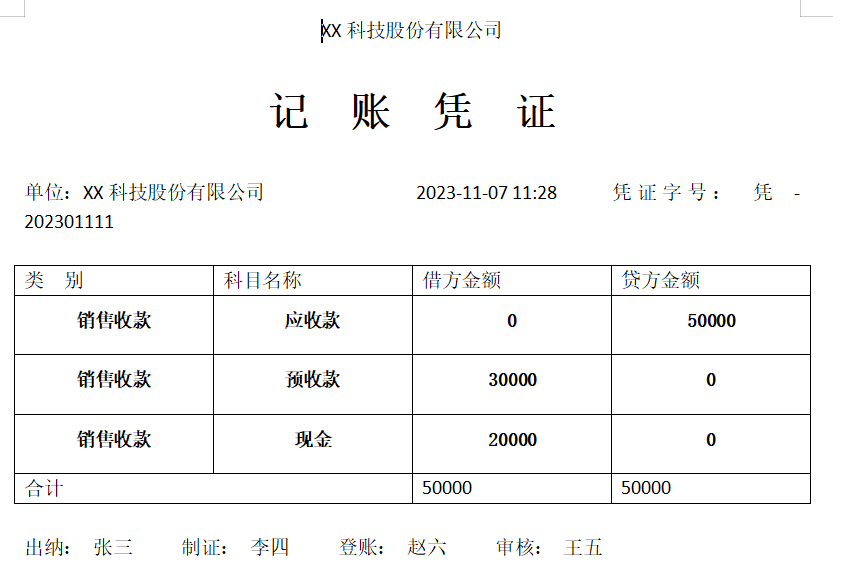 XX 科技股份有限公司
记 账 凭 证
单位：XX 科技股份有限公司 2023-11-07 11:28 凭 证 字 号： 凭 -
202301111
类 别 科目名称 借方金额 贷方金额
销售收款 应收款 0 50000
销售收款 预收款 30000 0
销售收款 现金 20000 0
合计 50000 50000
出纳： 张三 制证： 李四 登账： 赵六 审核： 王五